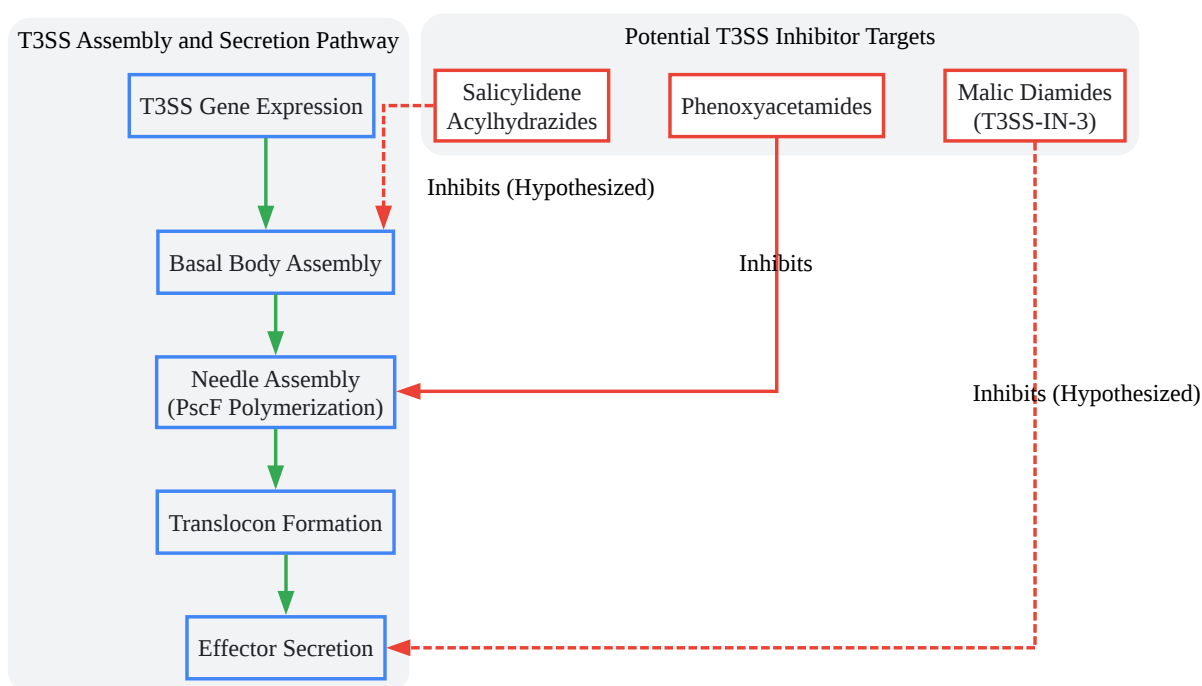 T3SS Assembly and Secretion Pathway
Potential T3SS Inhibitor Targets
T3SS Gene Expression
Salicylidene
Acylhydrazides
Phenoxyacetamides
Malic Diamides
(T3SS-IN-3)
Inhibits (Hypothesized)
Basal Body Assembly
Inhibits
Needle Assembly
(PscF Polymerization)
Inhibits (Hypothesized)
Translocon Formation
Effector Secretion